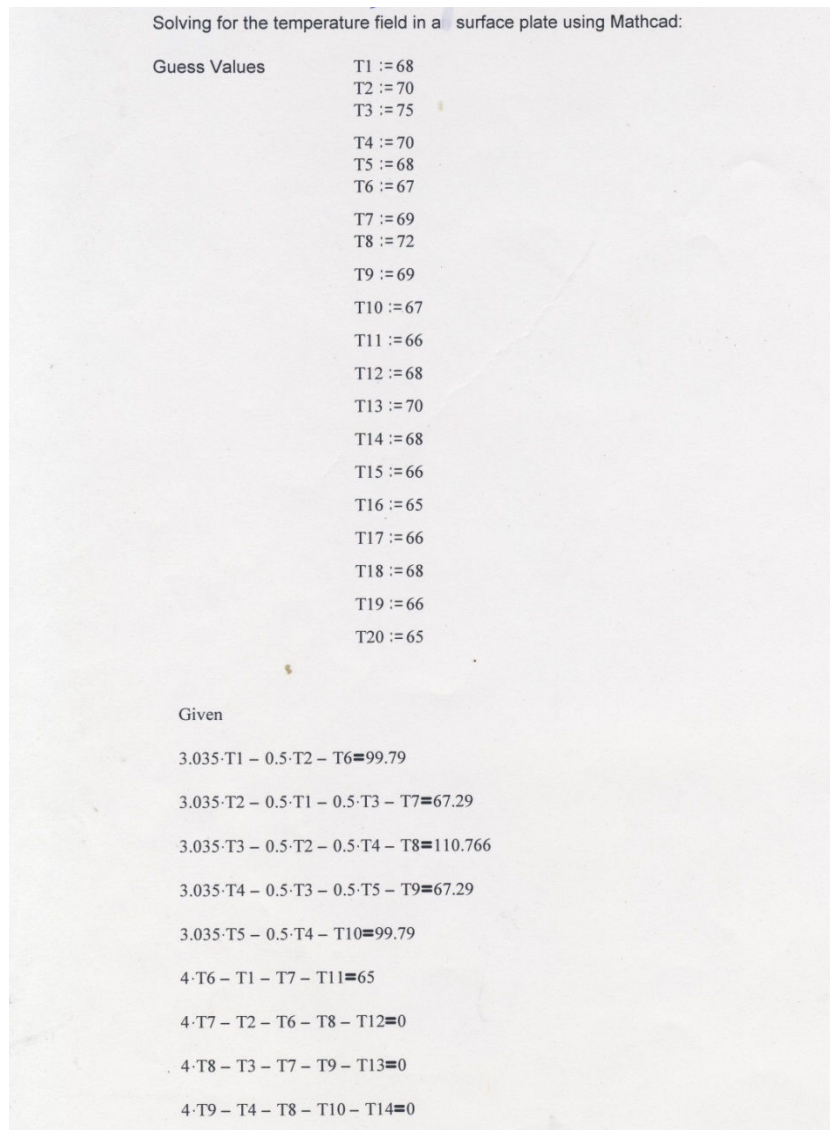 Solving for the temperature field in a surface plate using Mathcad:
Guess Values T1 := 68
T2 := 70
T3 := 75
T4 := 70
T5 := 68
T6 := 67
T7 := 69
T8 := 72
T9 := 69
T10 := 67
T11 := 66
T12 := 68
T13 := 70
T14 := 68
T15 := 66
T16 := 65
T17 := 66
T18 := 68
T19 := 66
T20 := 65
Given
3.035·T1 – 0.5·T2 – T6=99.79
3.035·T2 – 0.5·T1 – 0.5·T3 – T7=67.29
3.035·T3 – 0.5·T2 – 0.5·T4 – T8=110.766
3.035·T4 – 0.5·T3 – 0.5·T5 – T9=67.29
3.035·T5 – 0.5·T4 – T10=99.79
4·T6 – T1 – T7 – T11=65
4·T7 – T2 – T6 – T8 – T12=0
4·T8 – T3 – T7 – T9 – T13=0
4·T9 – T4 – T8 – T10 – T14=0